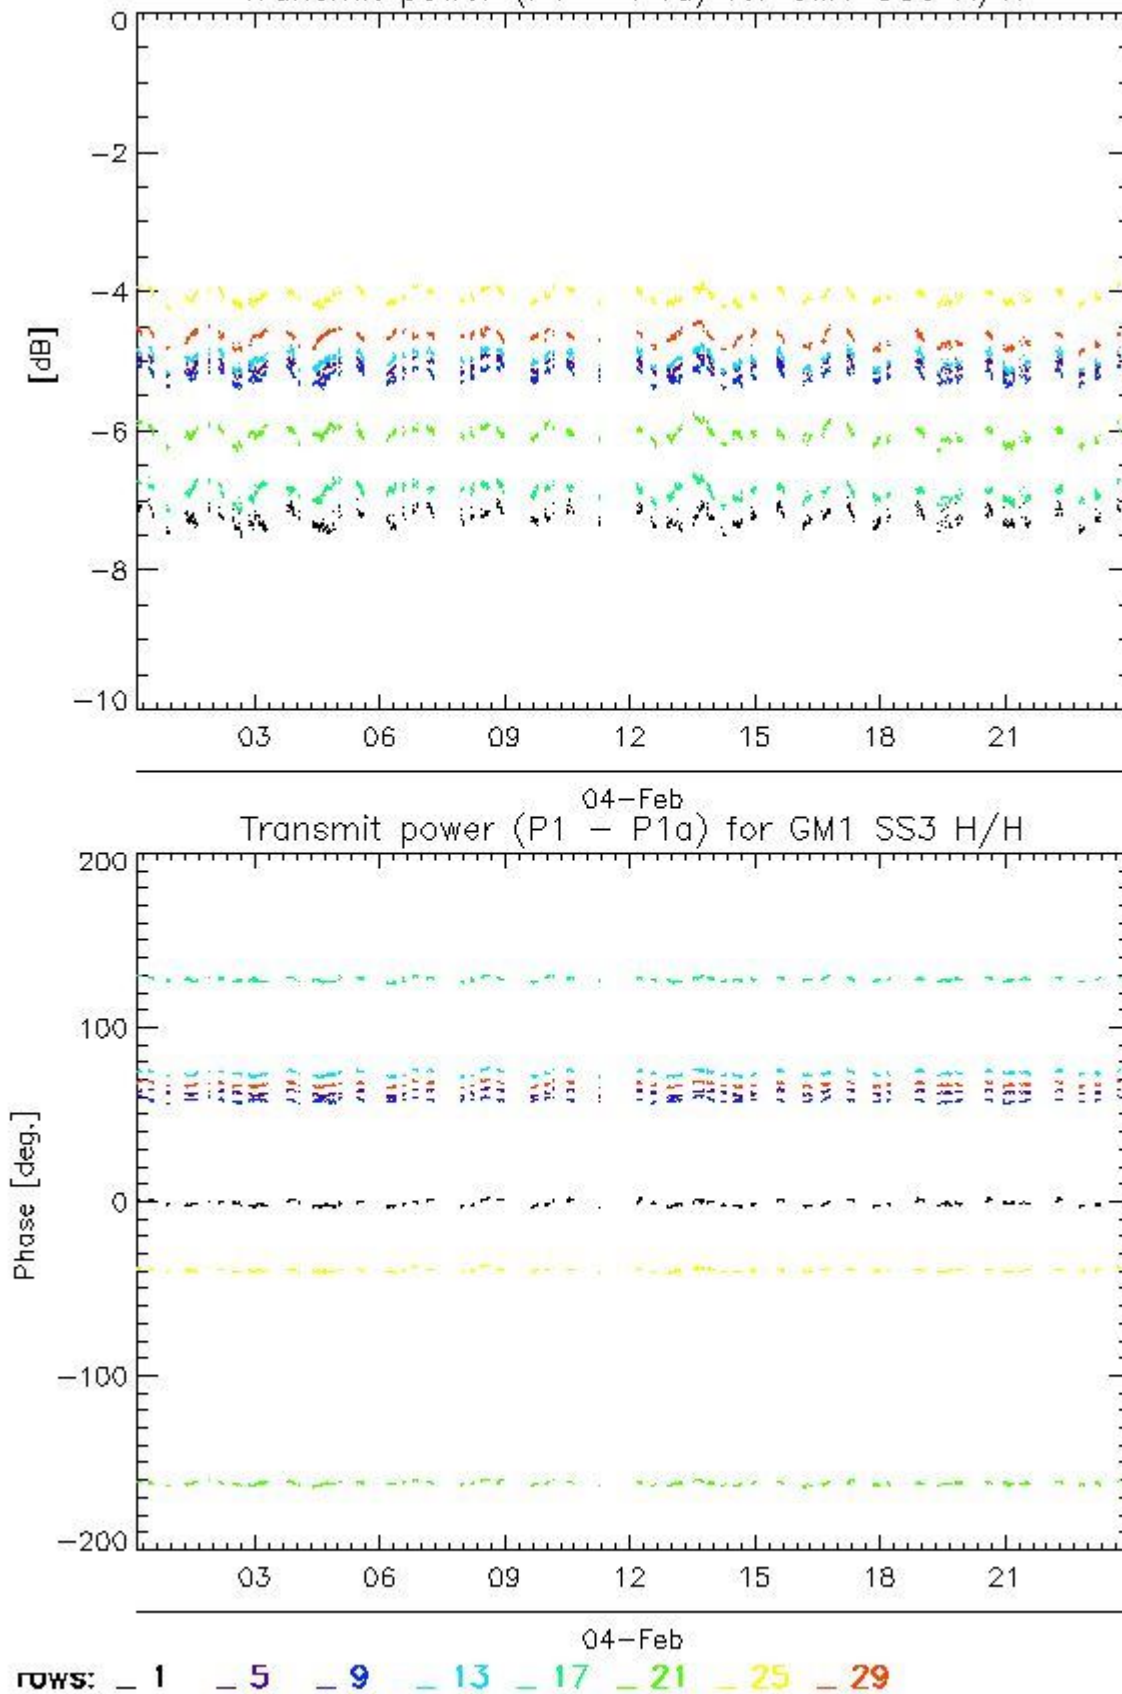 0
-2
-4
[dB]
-6
-8
-10
03 06 09 12 15 18 21
04-Feb
Transmit power (P1 - P1a) for GM1 SS3 H/H
200
100
0
Phase [deg.]
-100
-200
03 06 09 12 15 18 21
04-Feb
rows: _ 1 _ 5 _ 9 _ 13 _ 17 _ 21 _ 25 _ 29